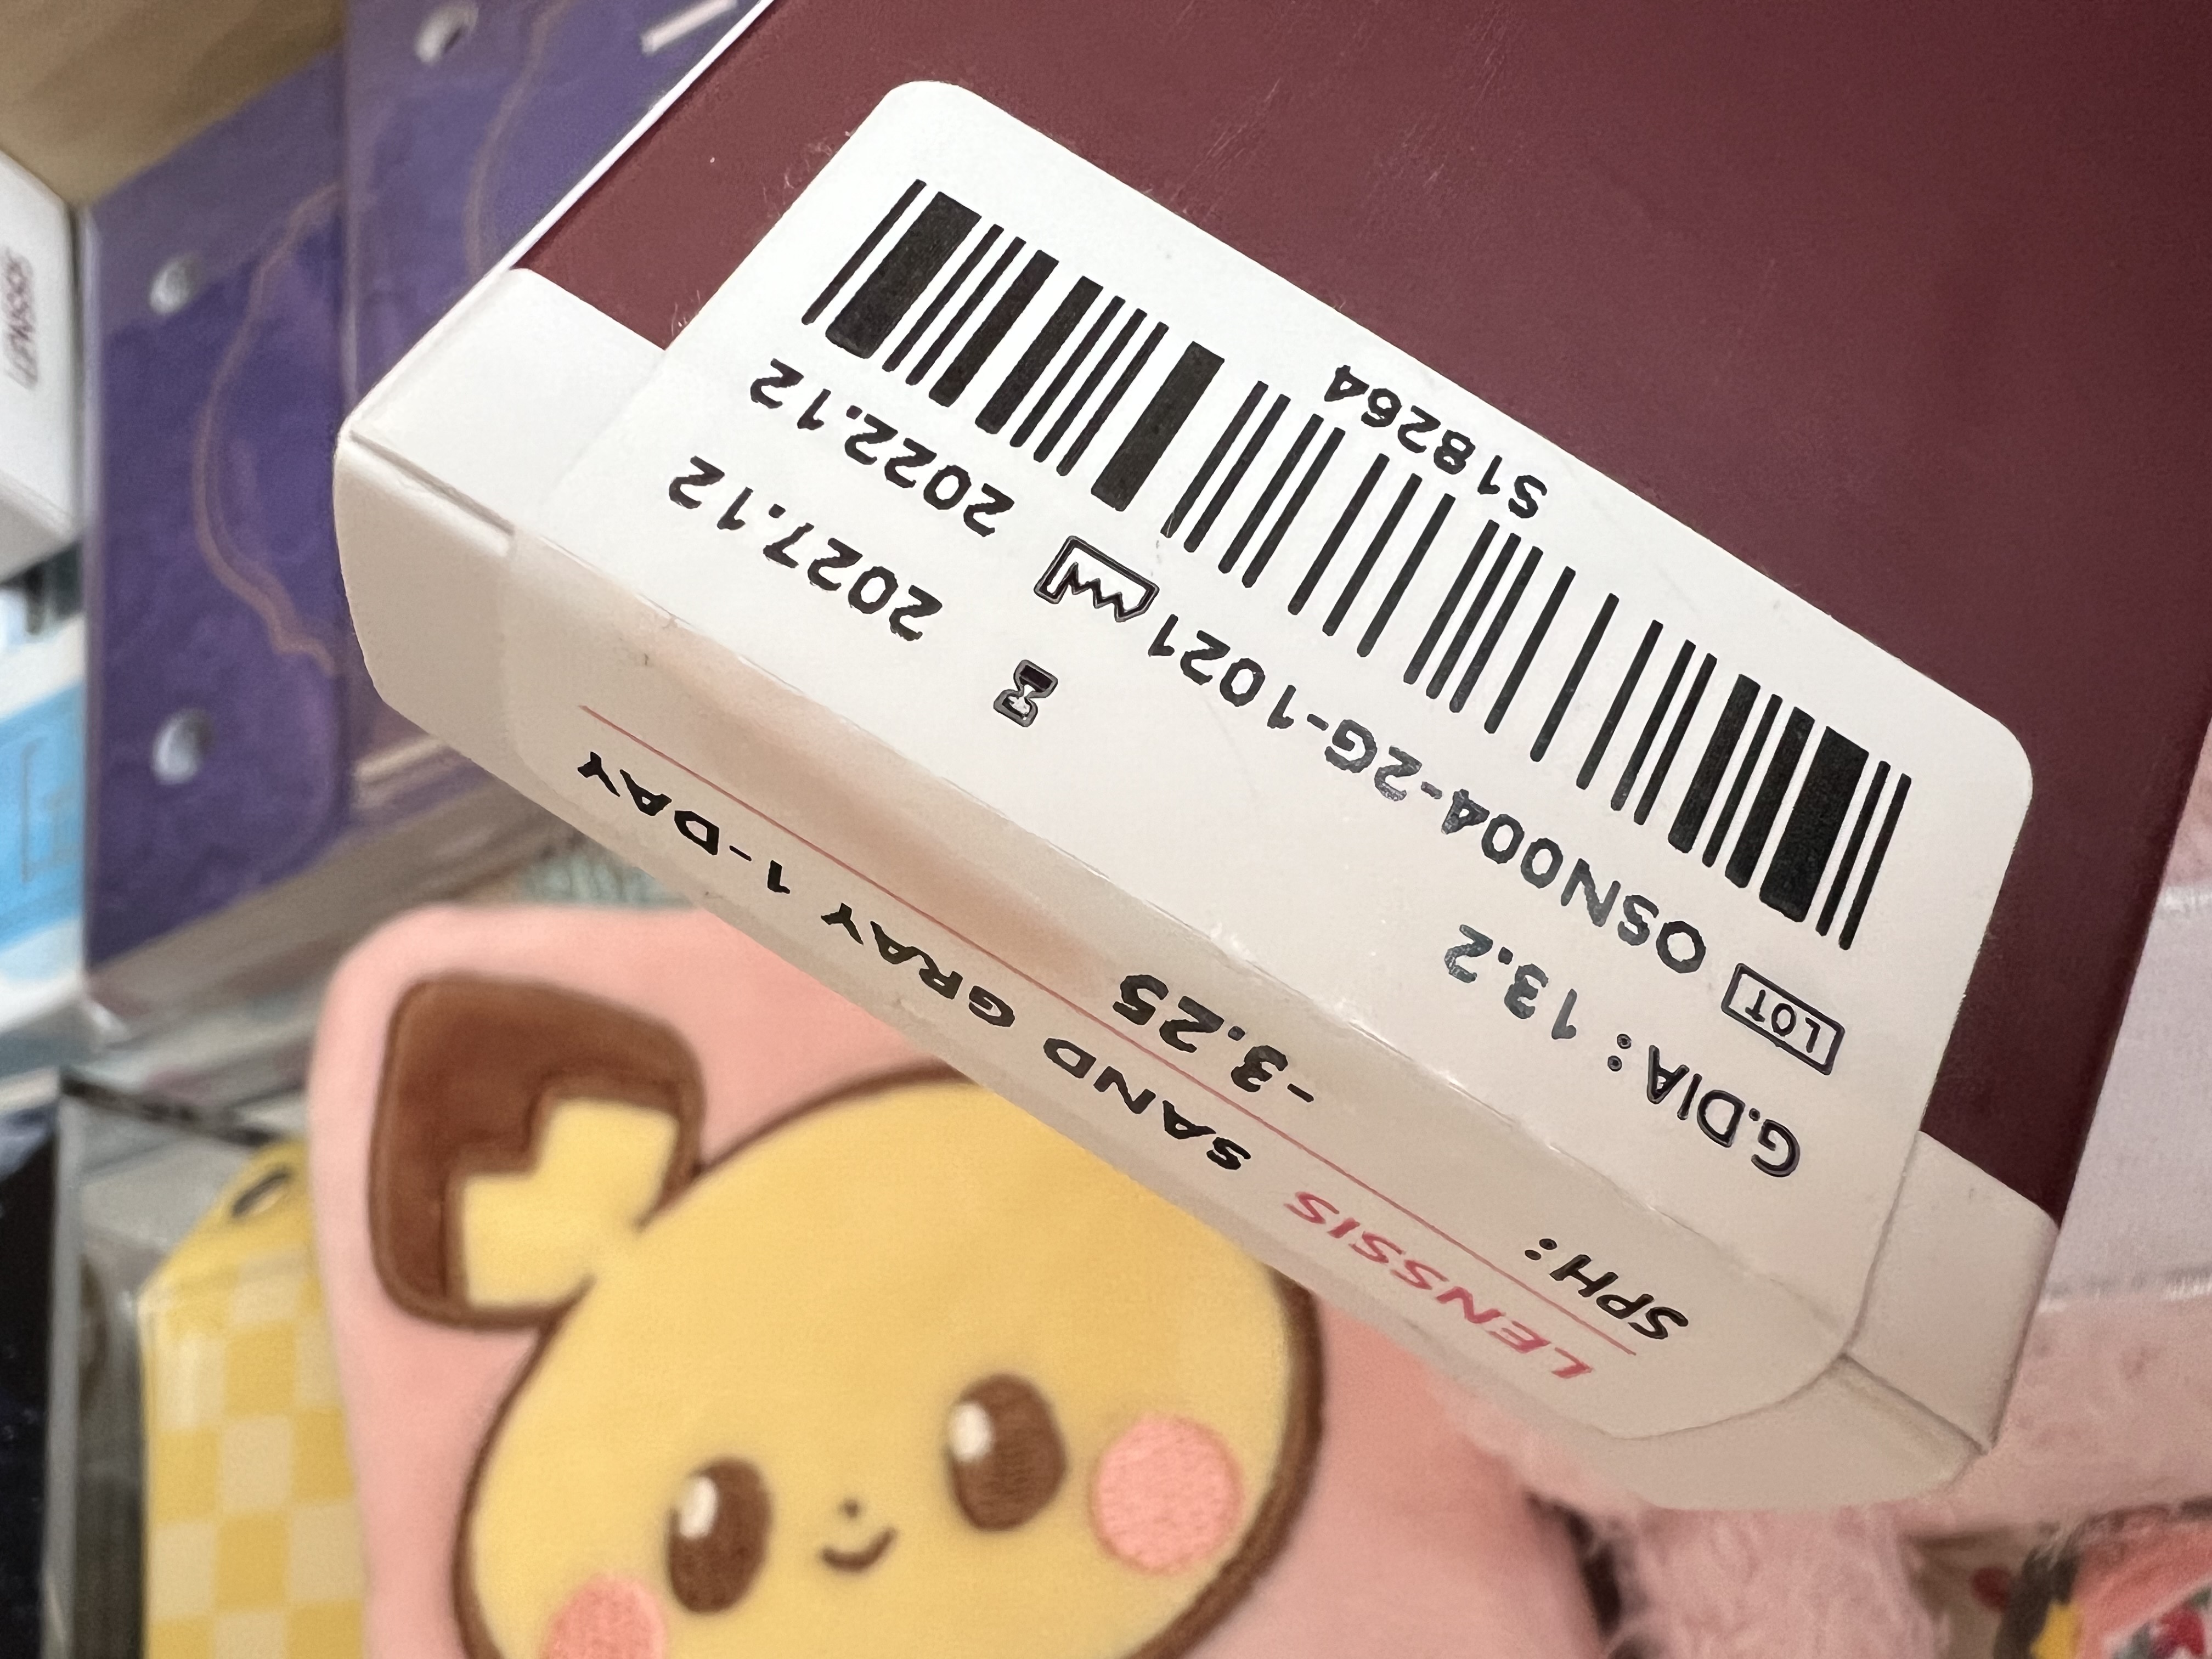 LENSSIS SAND GRAY 1-DAY
SPH: -3.25
G.DIA: 13.2
2027.12
LOT OSN004-2G-1021
2022.12
S18264
LENSSIS